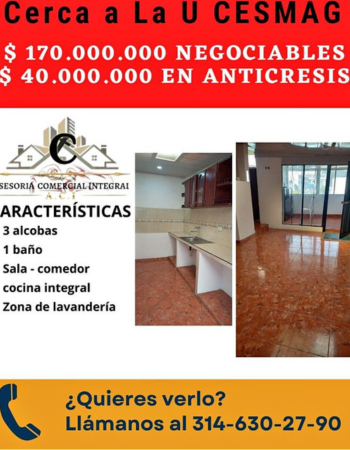 Cerca a La U CESMAG
$ 170.000.000 NEGOCIABLES
$ 40.000.000 EN ANTICRESIS
C
SESORIA COMERCIAL INTEGRAL
A.C.I
ARACTERÍSTICAS
3 alcobas
1 baño
Sala - comedor
cocina integral
Zona de lavandería
¿Quieres verlo?
Llámanos al 314-630-27-90